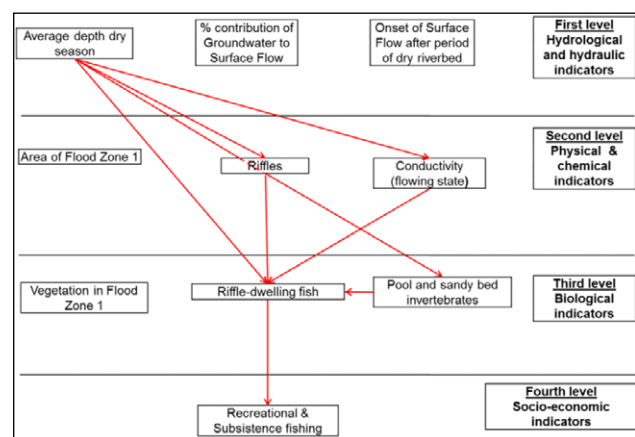 Average depth dry
season
% contribution of
Groundwater to
Surface Flow
Onset of Surface
Flow after period
of dry riverbed
First level
Hydrological
and hydraulic
indicators
Area of Flood Zone 1
Riffles
Conductivity
(flowing state)
Second level
Physical &
chemical
indicators
Vegetation in Flood
Zone 1
Riffle-dwelling fish
Pool and sandy bed
invertebrates
Third level
Biological
indicators
Recreational &
Subsistence fishing
Fourth level
Socio-economic
indicators